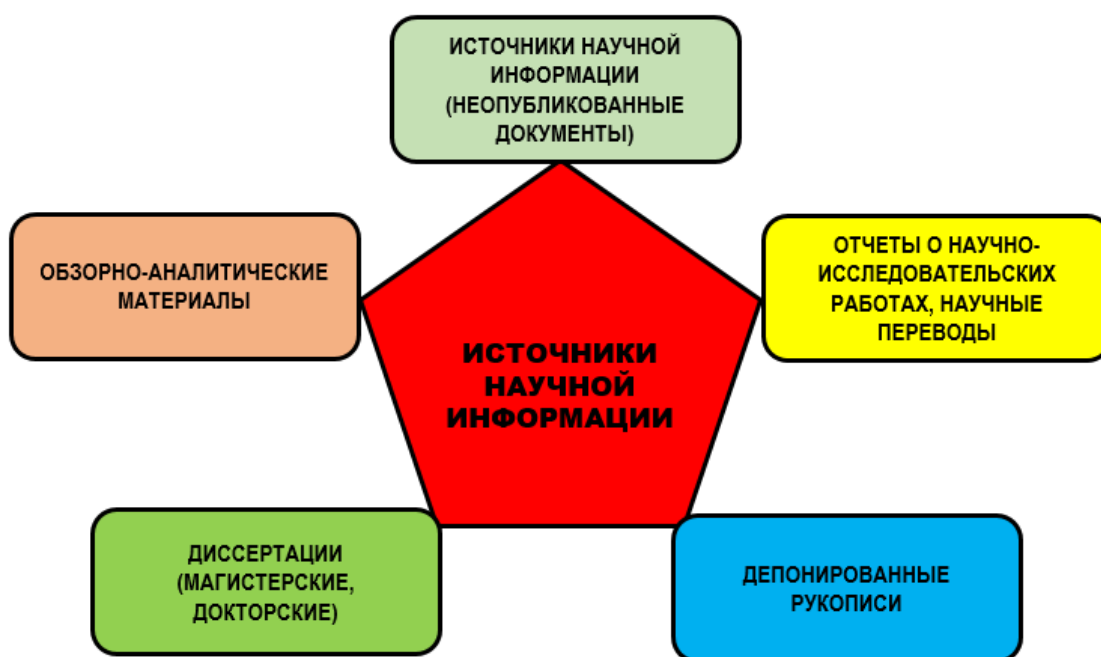 ИСТОЧНИКИ НАУЧНОЙ
ИНФОРМАЦИИ
(НЕОПУБЛИКОВАННЫЕ
ДОКУМЕНТЫ)
ОБЗОРНО-АНАЛИТИЧЕСКИЕ
МАТЕРИАЛЫ
ОТЧЕТЫ О НАУЧНО-
ИССЛЕДОВАТЕЛЬСКИХ
РАБОТАХ, НАУЧНЫЕ
ПЕРЕВОДЫ
ИСТОЧНИКИ
НАУЧНОЙ
ИНФОРМАЦИИ
ДИССЕРТАЦИИ
(МАГИСТЕРСКИЕ,
ДОКТОРСКИЕ)
ДЕПОНИРОВАННЫЕ
РУКОПИСИ